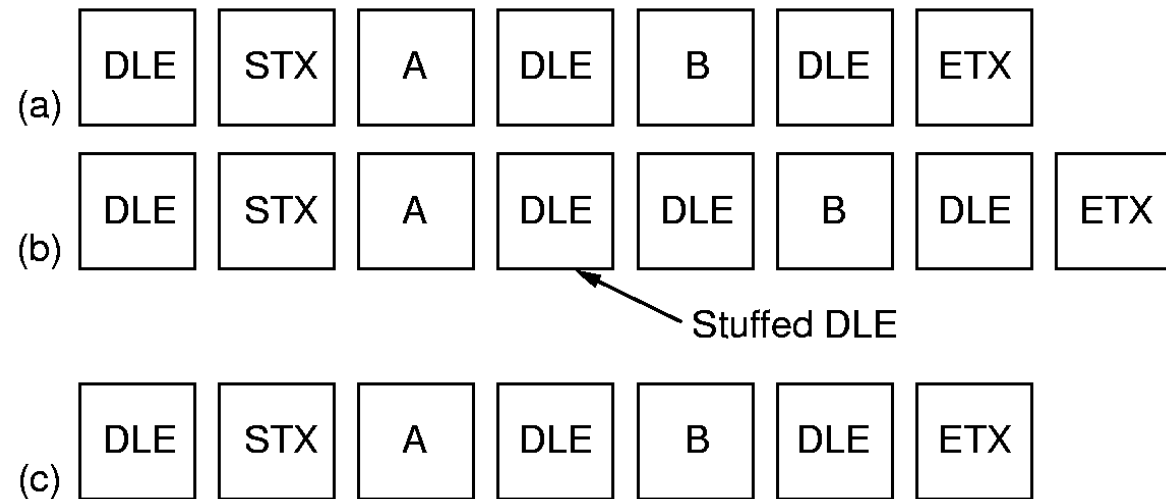 (a) DLE STX A DLE B DLE ETX
(b) DLE STX A DLE DLE B DLE ETX
Stuffed DLE
(c) DLE STX A DLE B DLE ETX